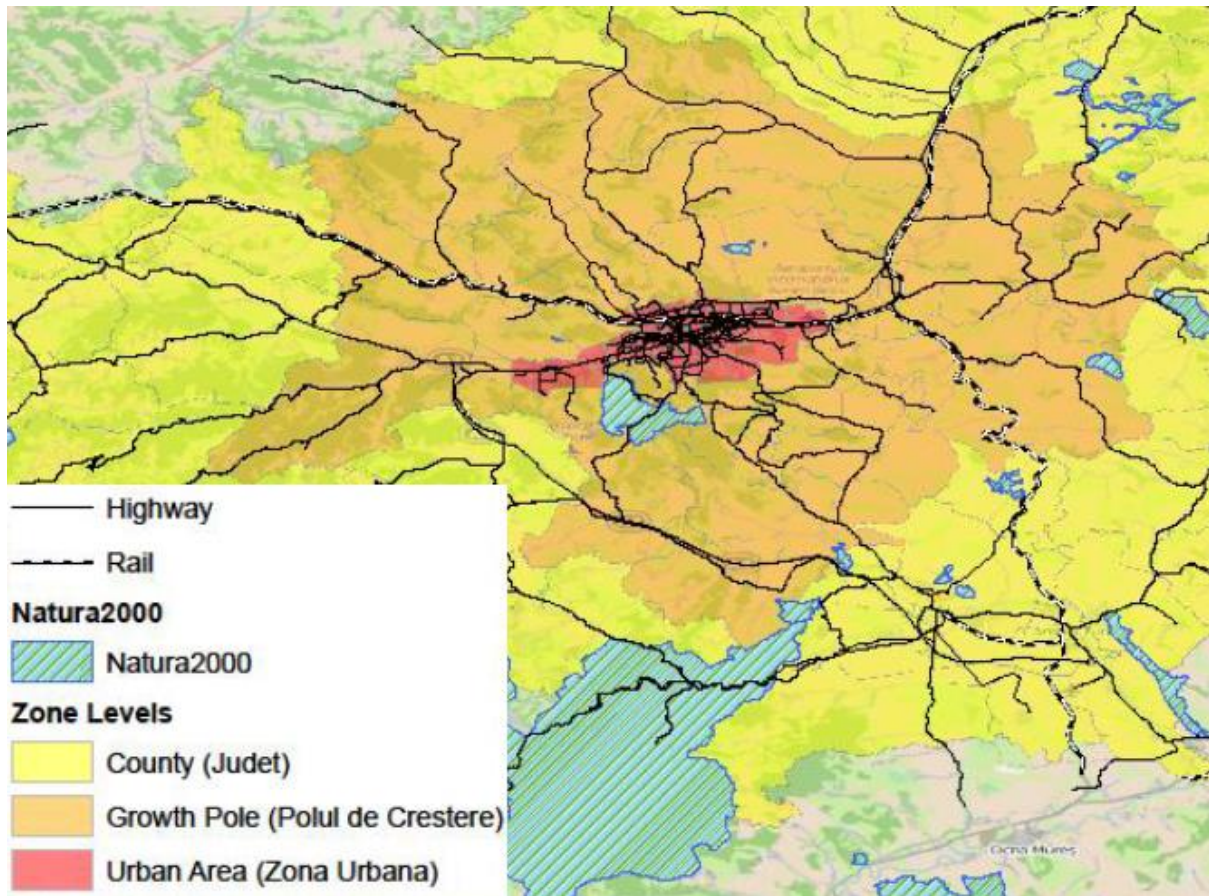 Highway
Rail
Natura2000
Natura2000
Zone Levels
County (Judet)
Growth Pole (Polul de Crestere)
Urban Area (Zona Urbana)
Ocna Mureș